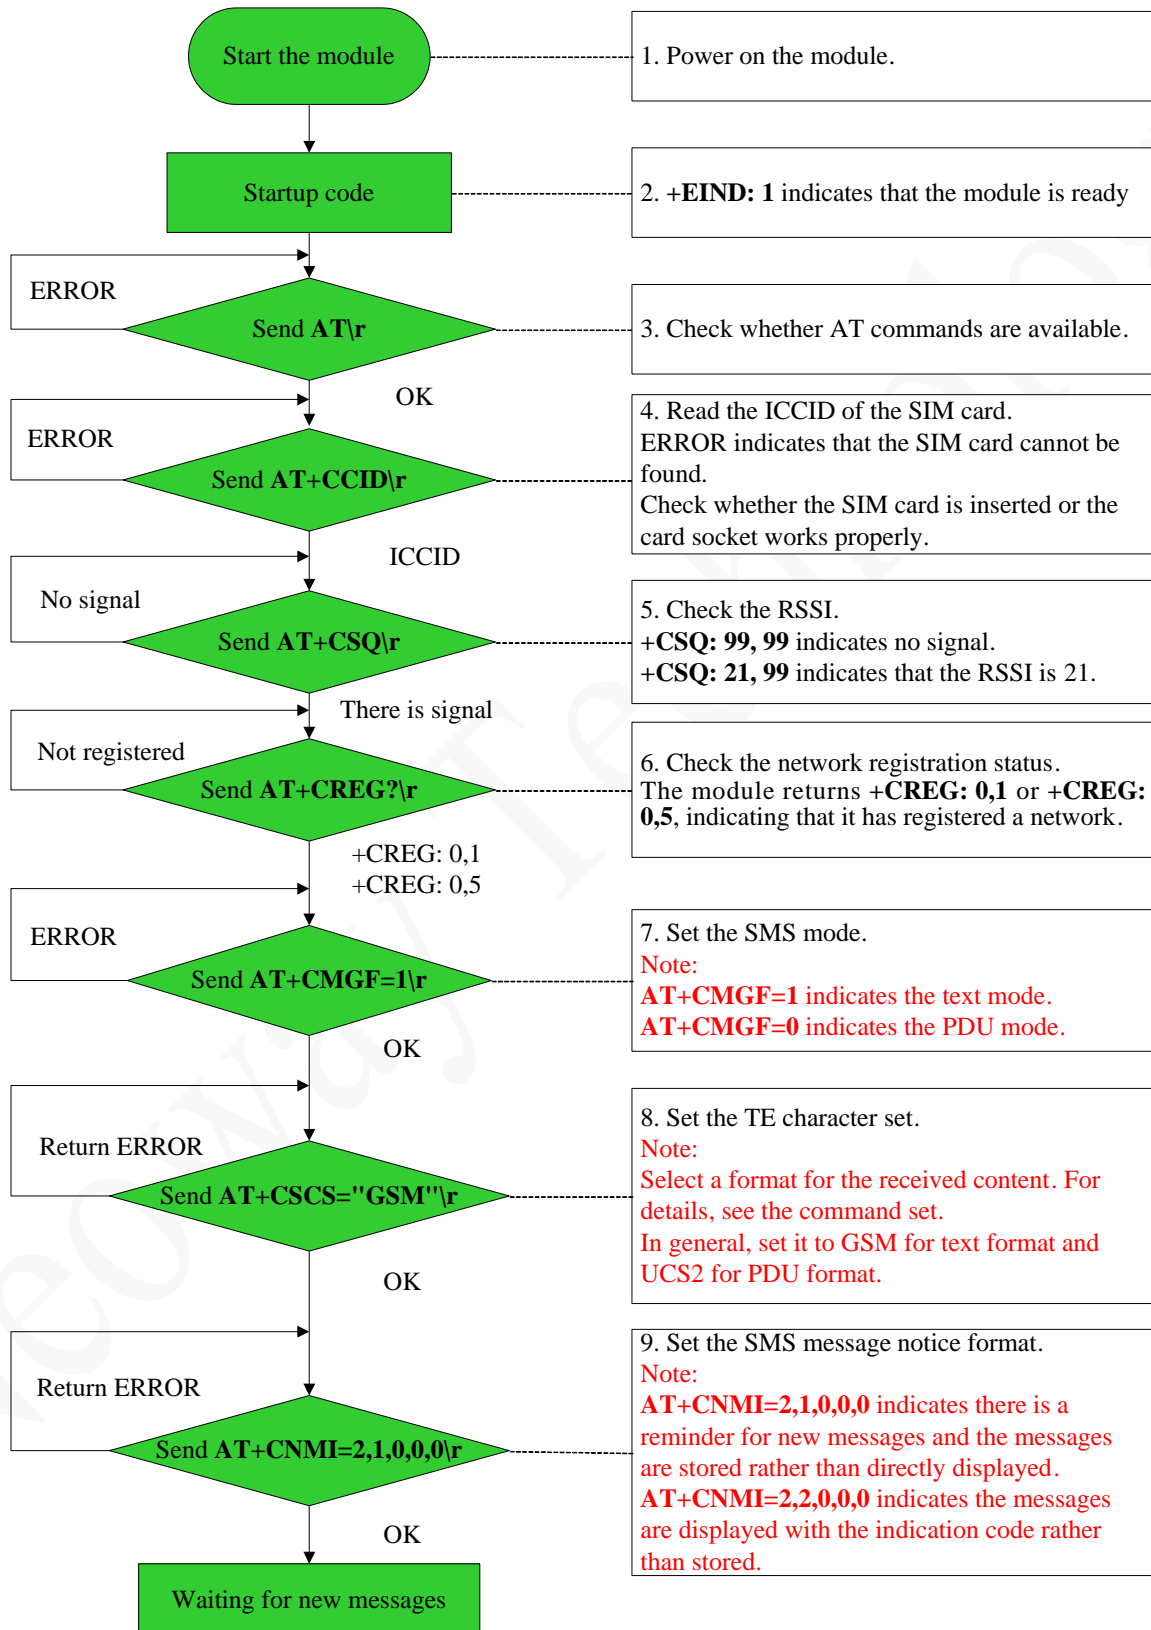 Start the module
1. Power on the module.
Startup code
2. +EIND: 1 indicates that the module is ready
ERROR
Send AT\r
3. Check whether AT commands are available.
OK
ERROR
Send AT+CCID\r
4. Read the ICCID of the SIM card.
ERROR indicates that the SIM card cannot be
found.
Check whether the SIM card is inserted or the
card socket works properly.
ICCID
No signal
Send AT+CSQ\r
5. Check the RSSI.
+CSQ: 99, 99 indicates no signal.
+CSQ: 21, 99 indicates that the RSSI is 21.
There is signal
Not registered
Send AT+CREG?\r
6. Check the network registration status.
The module returns +CREG: 0,1 or +CREG:
0,5, indicating that it has registered a network.
+CREG: 0,1
+CREG: 0,5
ERROR
Send AT+CMGF=1\r
7. Set the SMS mode.
Note:
AT+CMGF=1 indicates the text mode.
AT+CMGF=0 indicates the PDU mode.
OK
Return ERROR
Send AT+CSCS="GSM"\r
8. Set the TE character set.
Note:
Select a format for the received content. For
details, see the command set.
In general, set it to GSM for text format and
UCS2 for PDU format.
OK
Return ERROR
Send AT+CNMI=2,1,0,0,0\r
9. Set the SMS message notice format.
Note:
AT+CNMI=2,1,0,0,0 indicates there is a
reminder for new messages and the messages
are stored rather than directly displayed.
AT+CNMI=2,2,0,0,0 indicates the messages
are displayed with the indication code rather
than stored.
OK
Waiting for new messages